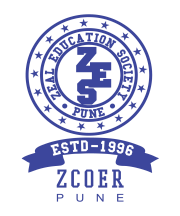 ZEAL EDUCATION SOCIETY
ZES
PUNE
ESTD-1996
ZCOER
PUNE